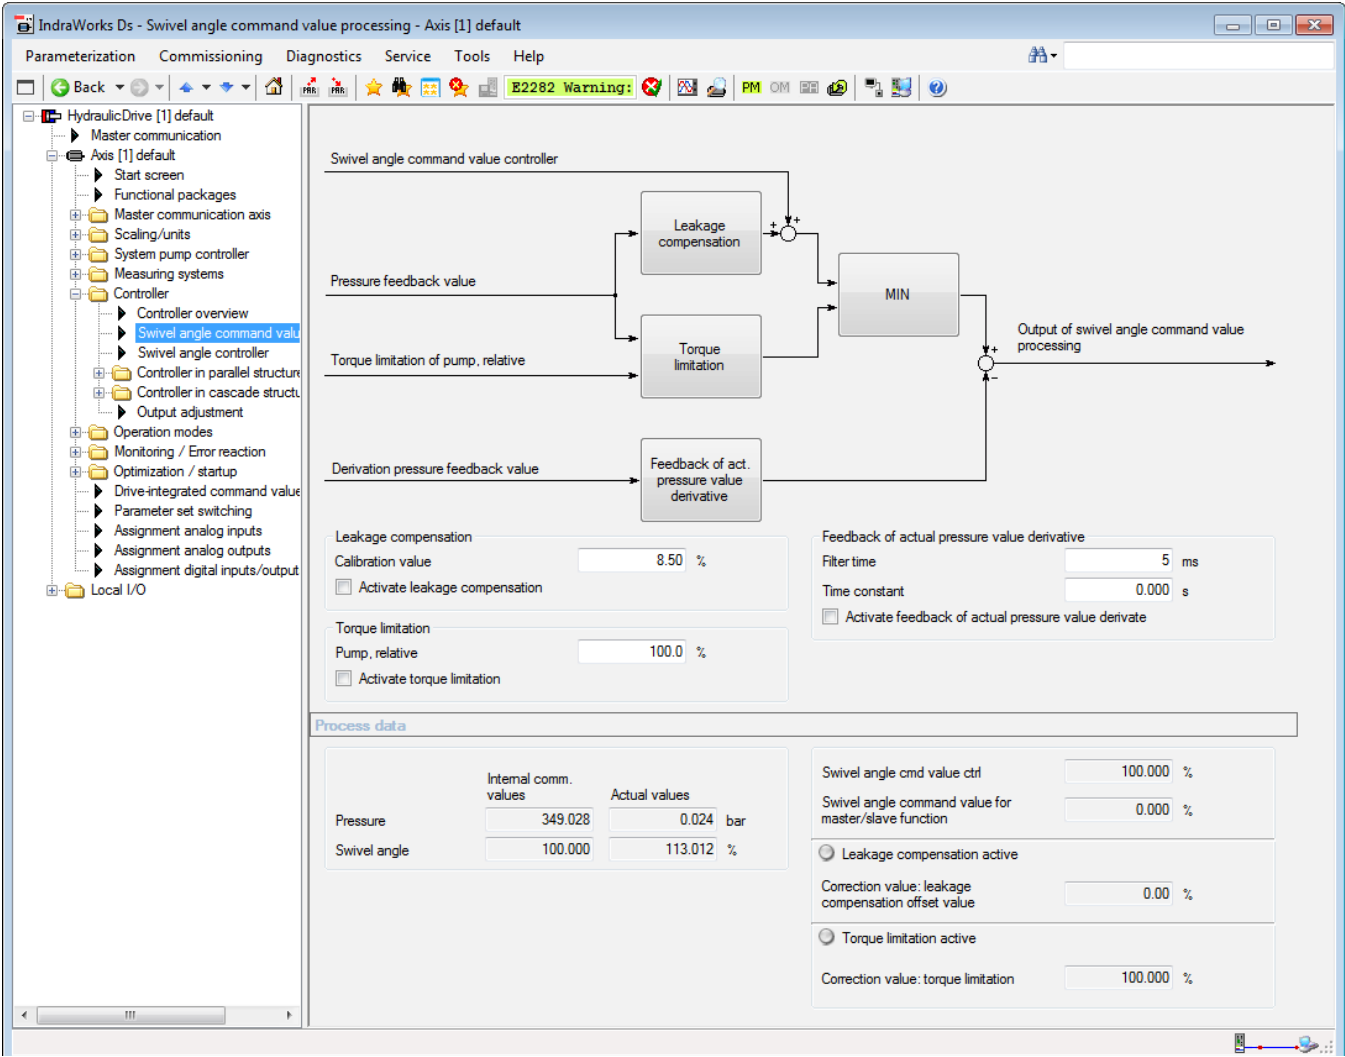 IndraWorks Ds - Swivel angle command value processing - Axis [1] default
Parameterization Commissioning Diagnostics Service Tools Help
Back E2282 Warning: PM OM
HydraulicDrive [1] default
Master communication
Axis [1] default
Start screen
Functional packages
Master communication axis
Scaling/units
System pump controller
Measuring systems
Controller
Controller overview
Swivel angle command valu
Swivel angle controller
Controller in parallel structure
Controller in cascade structu
Output adjustment
Operation modes
Monitoring / Error reaction
Optimization / startup
Drive-integrated command value
Parameter set switching
Assignment analog inputs
Assignment analog outputs
Assignment digital inputs/output
Local I/O
Swivel angle command value controller
Leakage
compensation
+ +
Pressure feedback value
MIN
Torque limitation of pump, relative
Torque
limitation
Output of swivel angle command value
processing
+
−
Derivation pressure feedback value
Feedback of act.
pressure value
derivative
Leakage compensation
Calibration value 8.50 %
Activate leakage compensation
Torque limitation
Pump, relative 100.0 %
Activate torque limitation
Feedback of actual pressure value derivative
Filter time 5 ms
Time constant 0.000 s
Activate feedback of actual pressure value derivate
Process data
Internal comm.
values Actual values
Pressure 349.028 0.024 bar
Swivel angle 100.000 113.012 %
Swivel angle cmd value ctrl 100.000 %
Swivel angle command value for
master/slave function 0.000 %
Leakage compensation active
Correction value: leakage
compensation offset value 0.00 %
Torque limitation active
Correction value: torque limitation 100.000 %